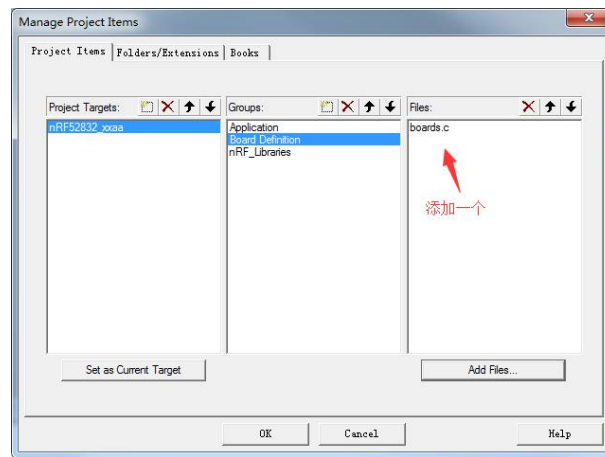 Manage Project Items
Project Items Folders/Extensions Books
Project Targets: Groups: Files:
nRF52832_xxaa
Application
Board Definition
nRF_Libraries
boards.c
添加一个
Set as Current Target Add Files...
OK Cancel Help